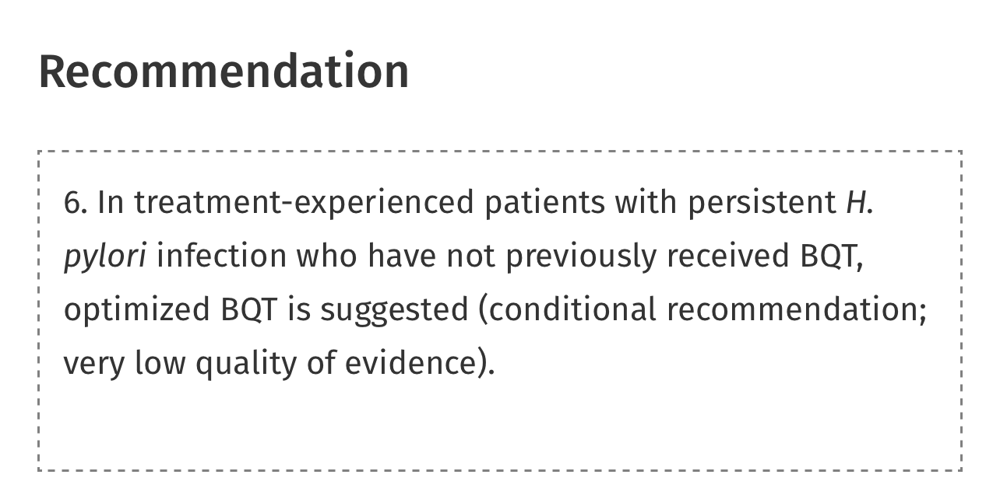 Recommendation
6. In treatment-experienced patients with persistent H.
pylori infection who have not previously received BQT,
optimized BQT is suggested (conditional recommendation;
very low quality of evidence).